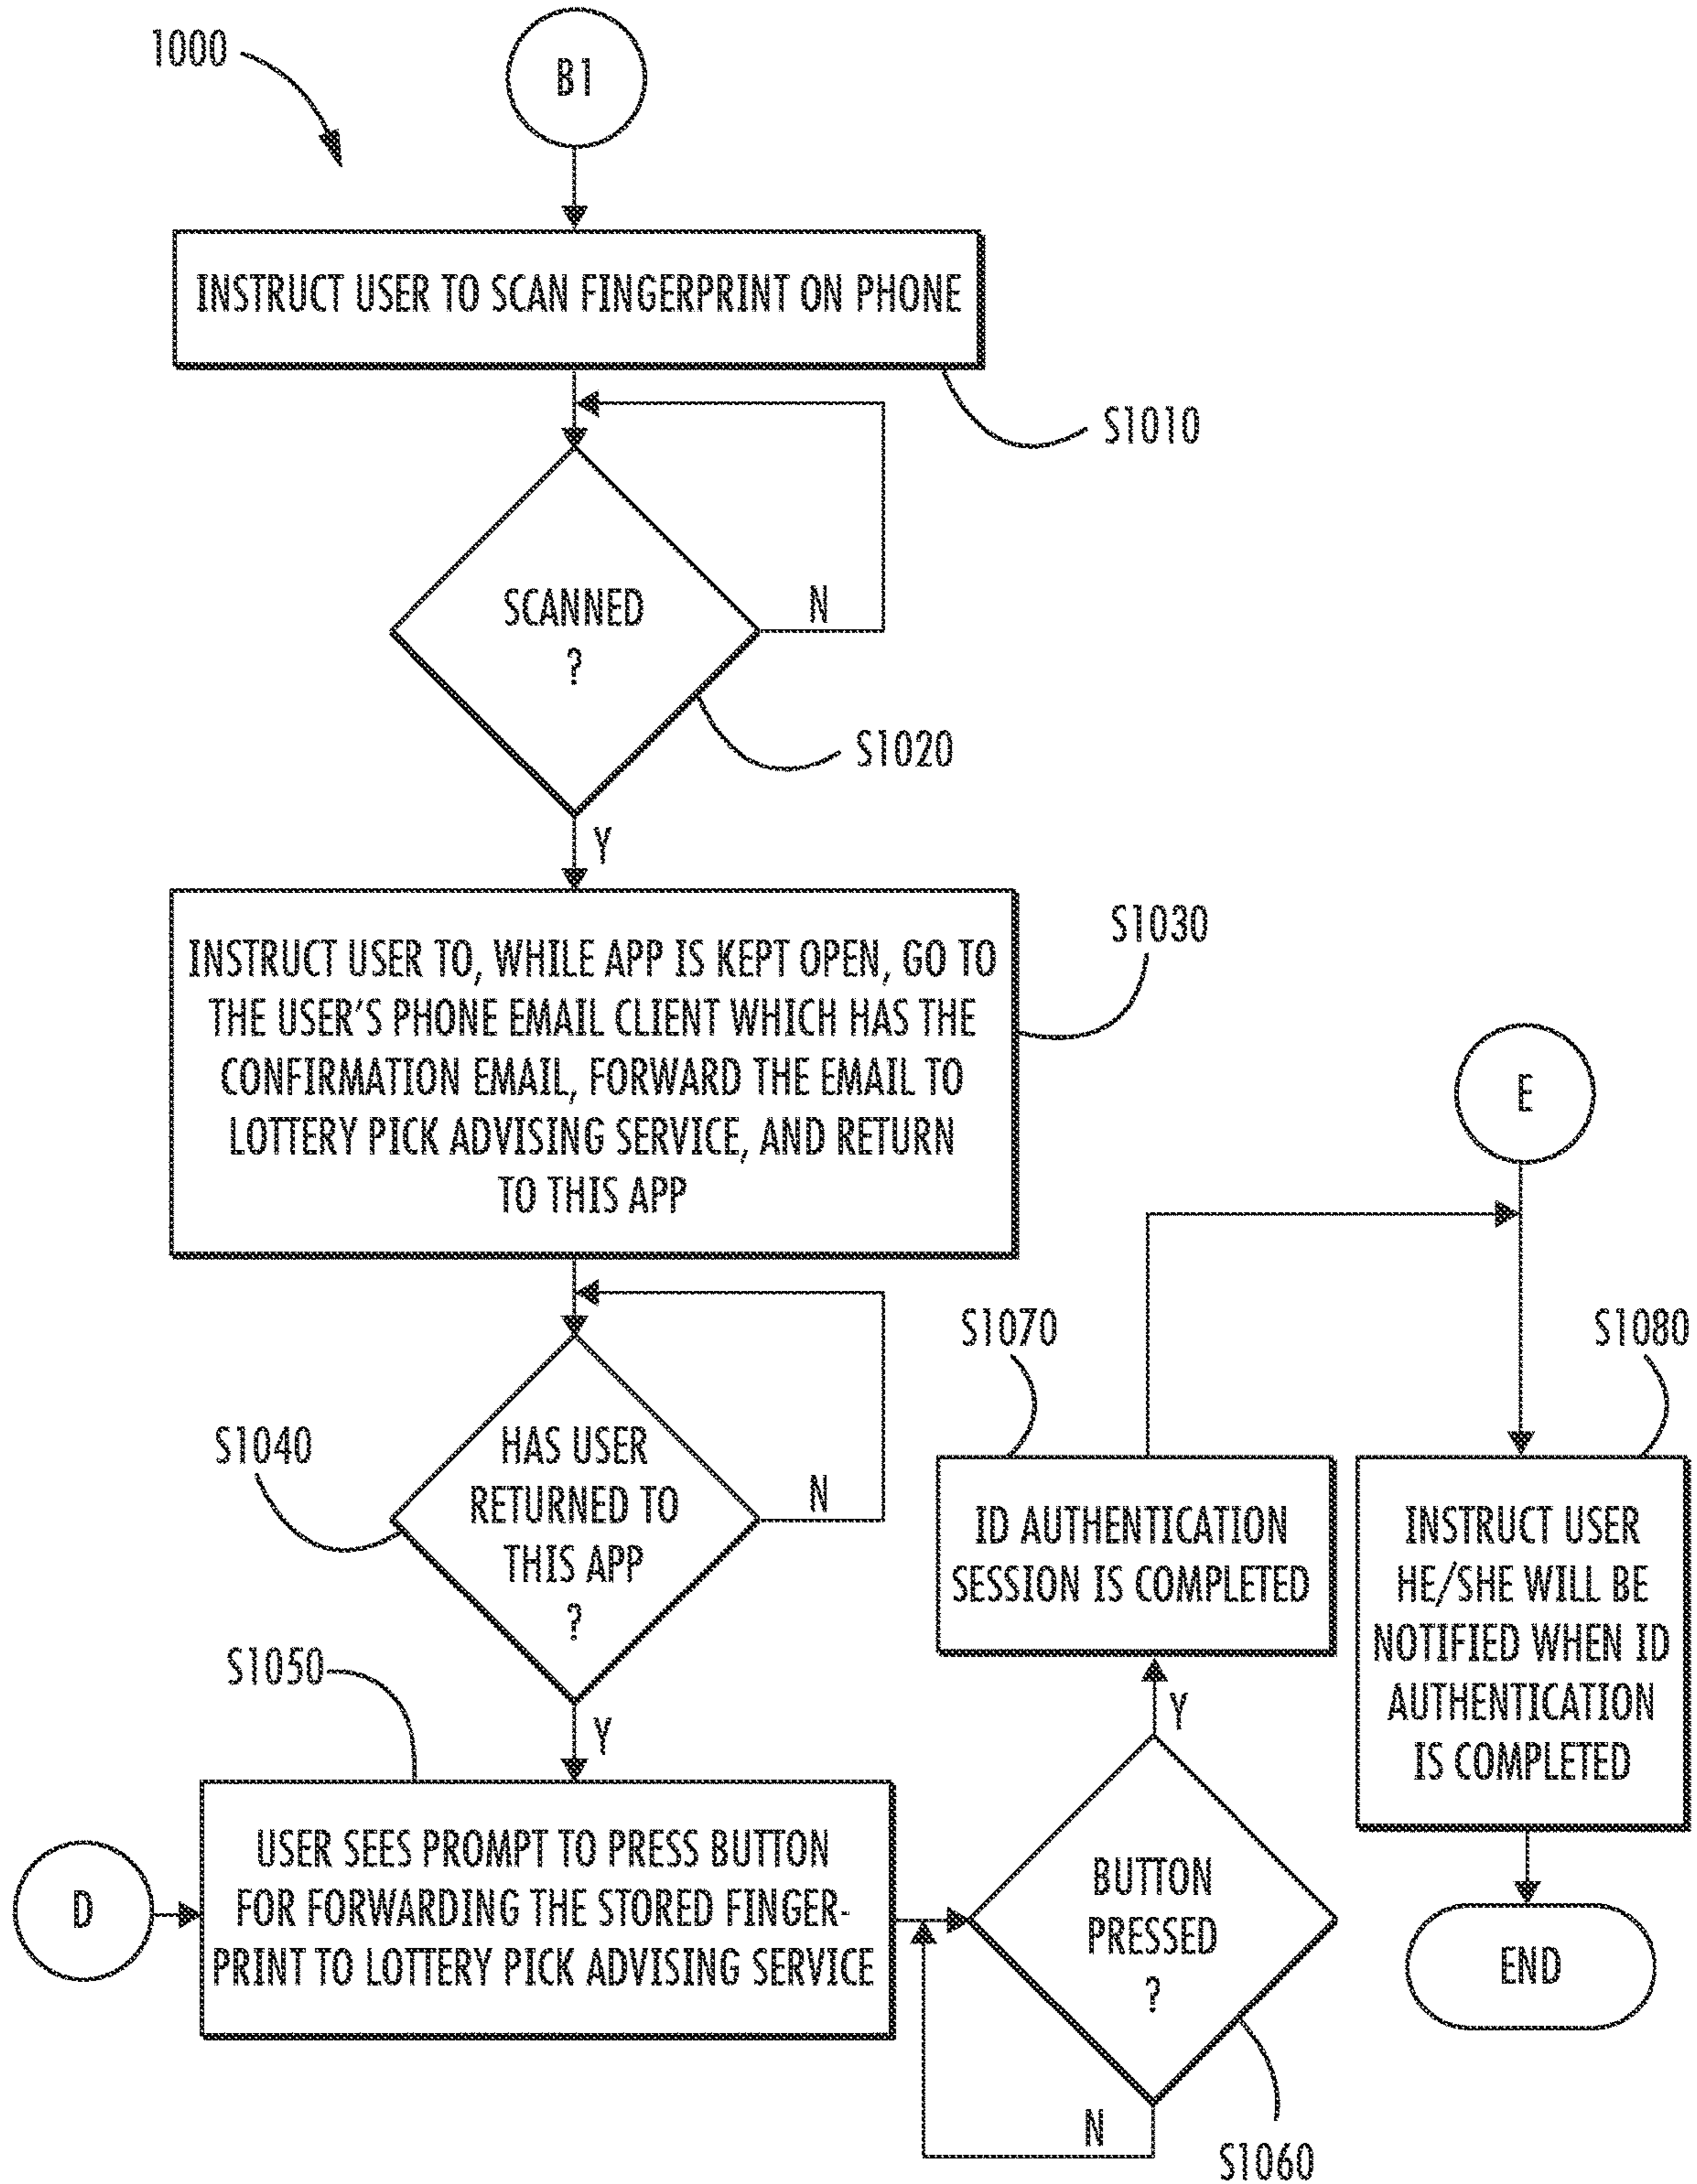 1000
B1
INSTRUCT USER TO SCAN FINGERPRINT ON PHONE
S1010
SCANNED
?
N
S1020
Y
INSTRUCT USER TO, WHILE APP IS KEPT OPEN, GO TO
THE USER'S PHONE EMAIL CLIENT WHICH HAS THE
CONFIRMATION EMAIL, FORWARD THE EMAIL TO
LOTTERY PICK ADVISING SERVICE, AND RETURN
TO THIS APP
S1030
HAS USER
RETURNED TO
THIS APP
?
N
S1040
Y
S1050
D
USER SEES PROMPT TO PRESS BUTTON
FOR FORWARDING THE STORED FINGER-
PRINT TO LOTTERY PICK ADVISING SERVICE
BUTTON
PRESSED
?
N
S1060
Y
S1070
ID AUTHENTICATION
SESSION IS COMPLETED
E
S1080
INSTRUCT USER
HE/SHE WILL BE
NOTIFIED WHEN ID
AUTHENTICATION
IS COMPLETED
END